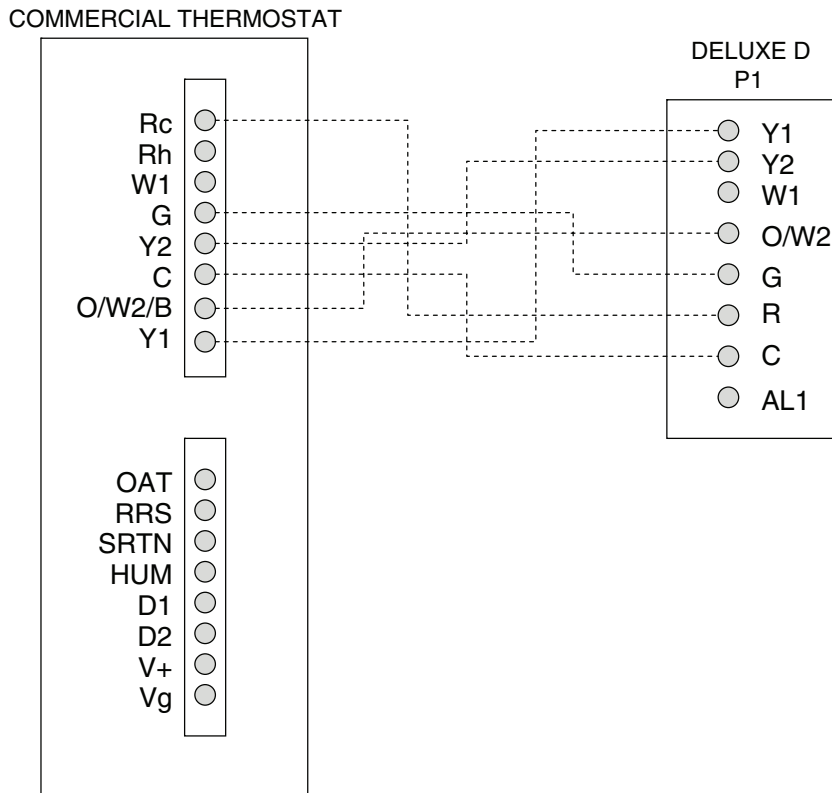 COMMERCIAL THERMOSTAT
Rc
Rh
W1
G
Y2
C
O/W2/B
Y1
OAT
RRS
SRTN
HUM
D1
D2
V+
Vg
DELUXE D
P1
Y1
Y2
W1
O/W2
G
R
C
AL1